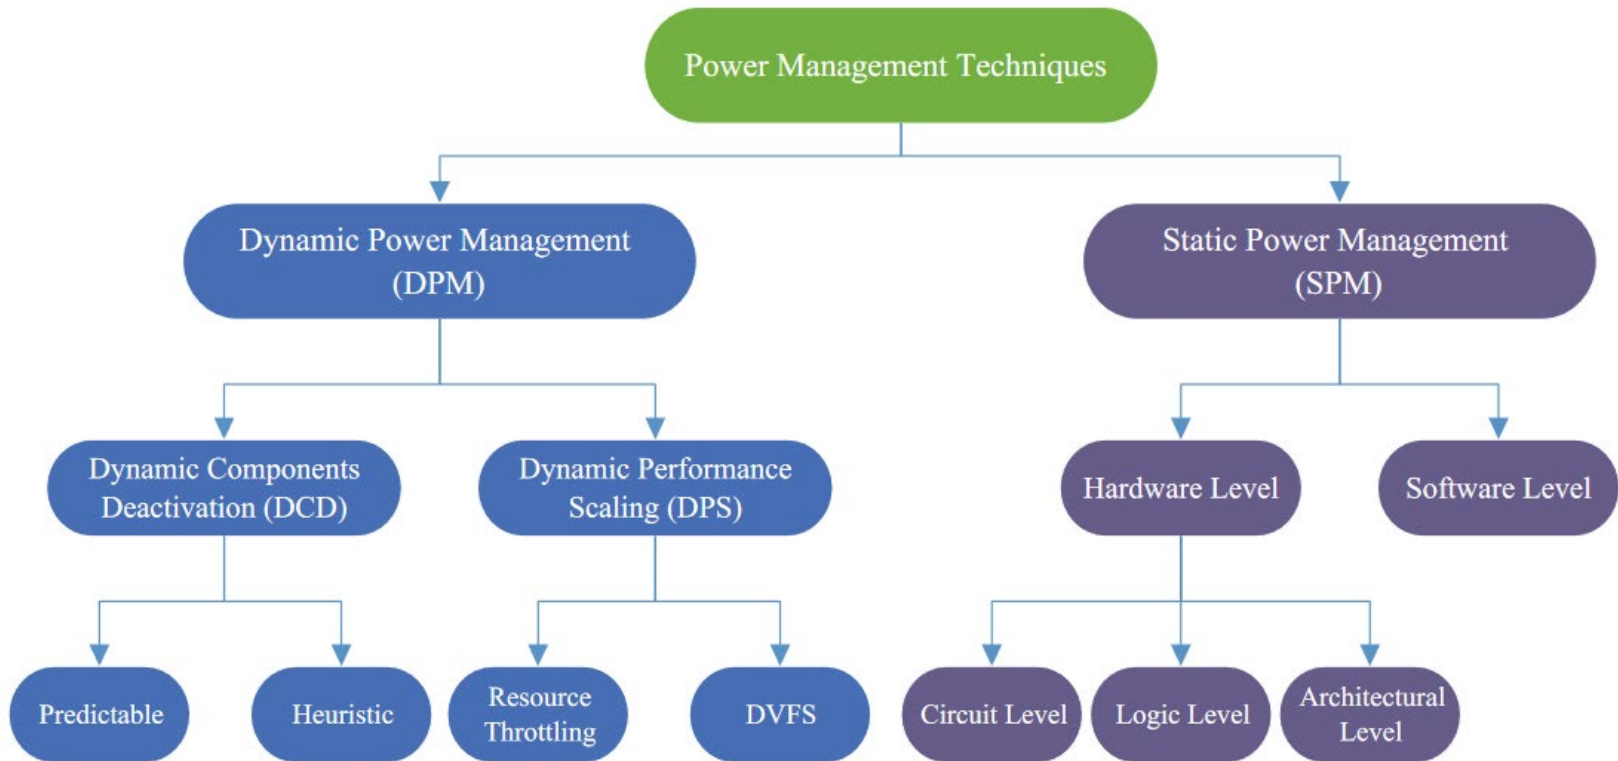 Power Management Techniques
Dynamic Power Management
(DPM)
Static Power Management
(SPM)
Dynamic Components
Deactivation (DCD)
Dynamic Performance
Scaling (DPS)
Hardware Level
Software Level
Predictable
Heuristic
Resource
Throttling
DVFS
Circuit Level
Logic Level
Architectural
Level